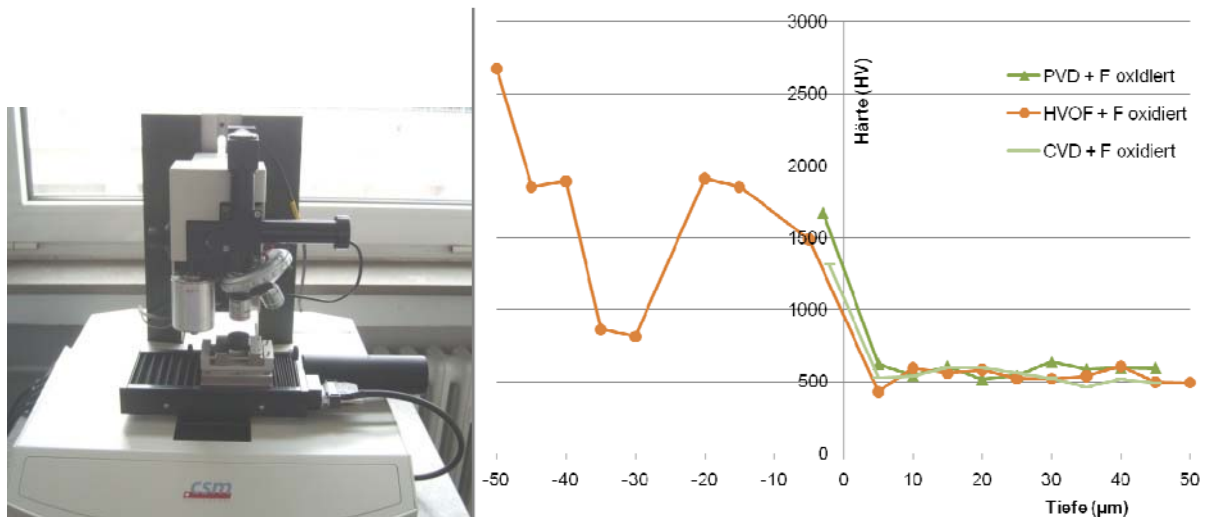 csm
3000
2500
2000
1500
1000
500
0
Härte (HV)
PVD + F oxidiert
HVOF + F oxidiert
CVD + F oxidiert
-50 -40 -30 -20 -10 0 10 20 30 40 50
Tiefe (µm)